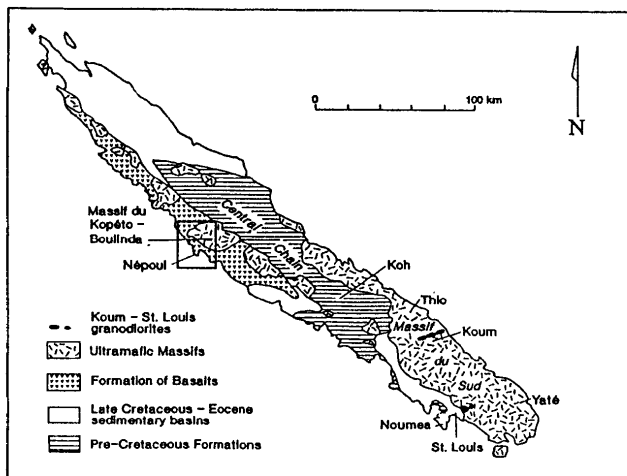 0
100 km
N
Massif du
Kopéto –
Boulinda
Népoui
Central
Chain
Koh
Thio
Massif
Koum
du
Sud
Yaté
Noumea
St. Louis
Koum – St. Louis
granodiorites
Ultramafic Massifs
Formation of Basalts
Late Cretaceous – Eocene
sedimentary basins
Pre-Cretaceous Formations